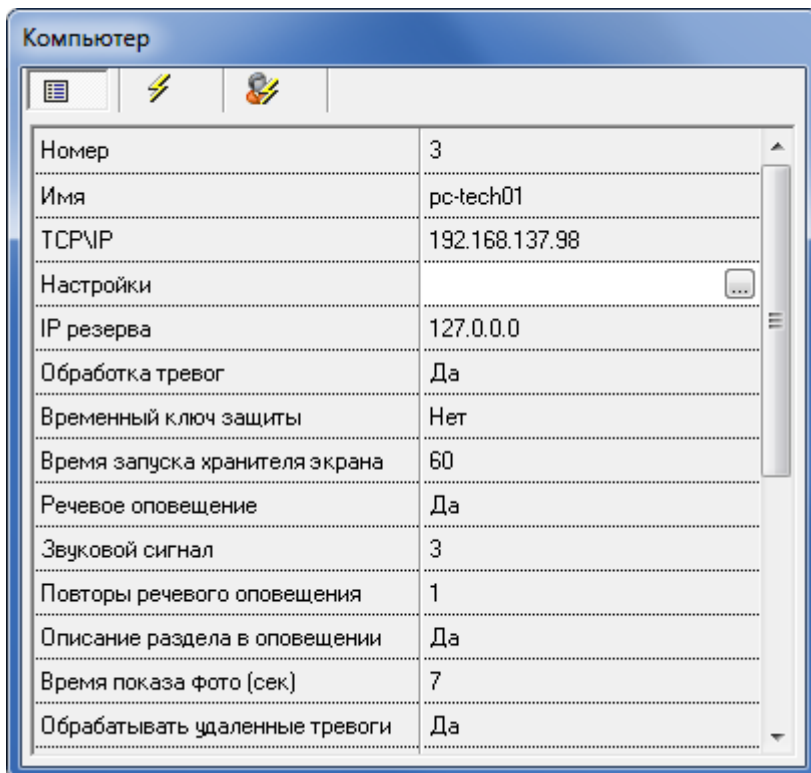 Компьютер
Номер 3
Имя pc-tech01
TCP\IP 192.168.137.98
Настройки ...
IP резерва 127.0.0.0
Обработка тревог Да
Временный ключ защиты Нет
Время запуска хранителя экрана 60
Речевое оповещение Да
Звуковой сигнал 3
Повторы речевого оповещения 1
Описание раздела в оповещении Да
Время показа фото (сек) 7
Обрабатывать удаленные тревоги Да